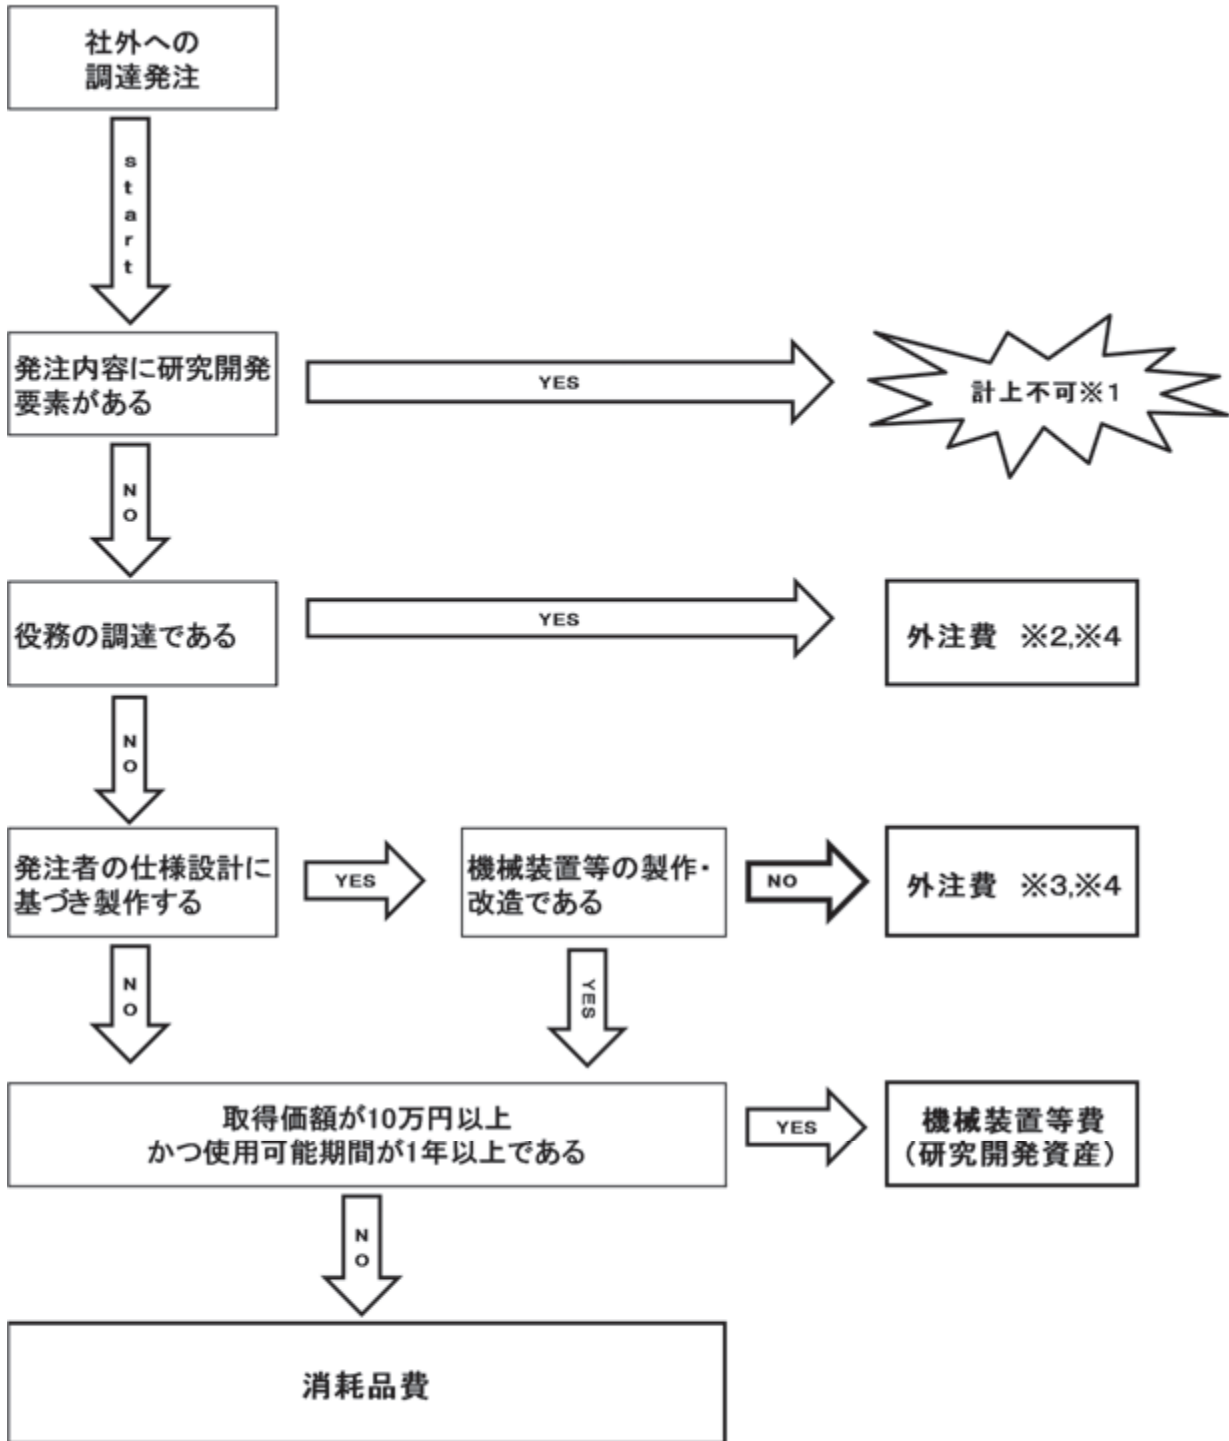 社外への
調達発注
start
発注内容に研究開発
要素がある
YES
計上不可※1
NO
役務の調達である
YES
外注費 ※2,※4
NO
発注者の仕様設計に
基づき製作する
YES
機械装置等の製作・
改造である
NO
外注費 ※3,※4
NO
YES
取得価額が10万円以上
かつ使用可能期間が1年以上である
YES
機械装置等費
(研究開発資産)
NO
消耗品費